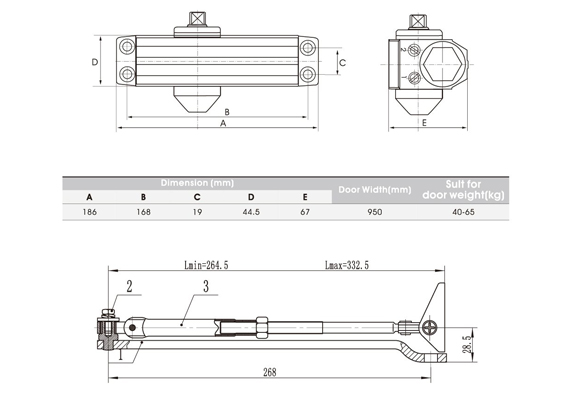 2
1
D
C
B
A
E
Dimension (mm) Door Width(mm) Suit for door weight(kg)
A B C D E
186 168 19 44.5 67 950 40-65
Lmin=264.5 Lmax=332.5
2 3
1
28.5
268